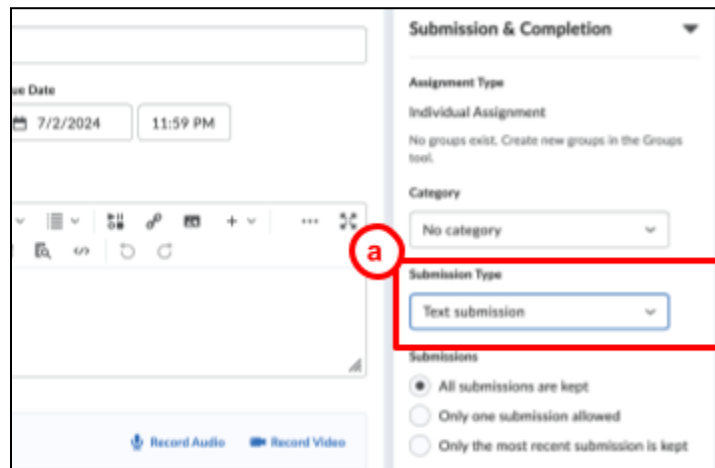 ue Date
7/2/2024
11:59 PM
Record Audio
Record Video
Submission & Completion
Assignment Type
Individual Assignment
No groups exist. Create new groups in the Groups
tool.
Category
No category
a
Submission Type
Text submission
Submissions
All submissions are kept
Only one submission allowed
Only the most recent submission is kept